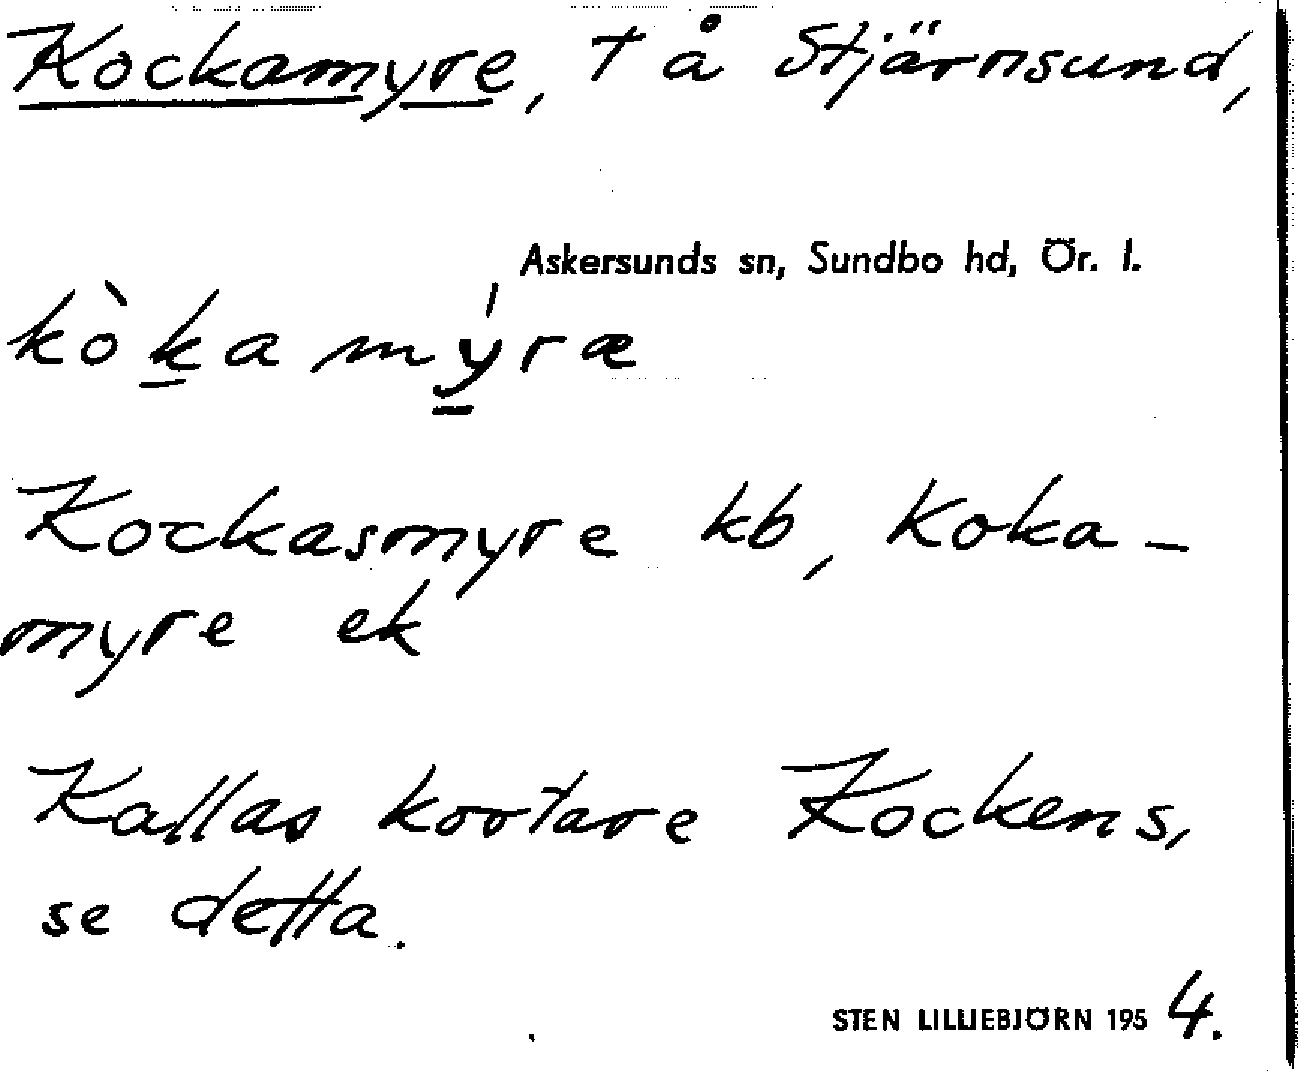 Kockamyre, t å Stjärnsund,
Askersunds sn, Sundbo hd, Ör. l.
kòkamýræ
Kockasmyre kb, Koka-
myre ek
Kallas kortare Kockens,
se detta.
STEN LILLIEBJÖRN 1954.